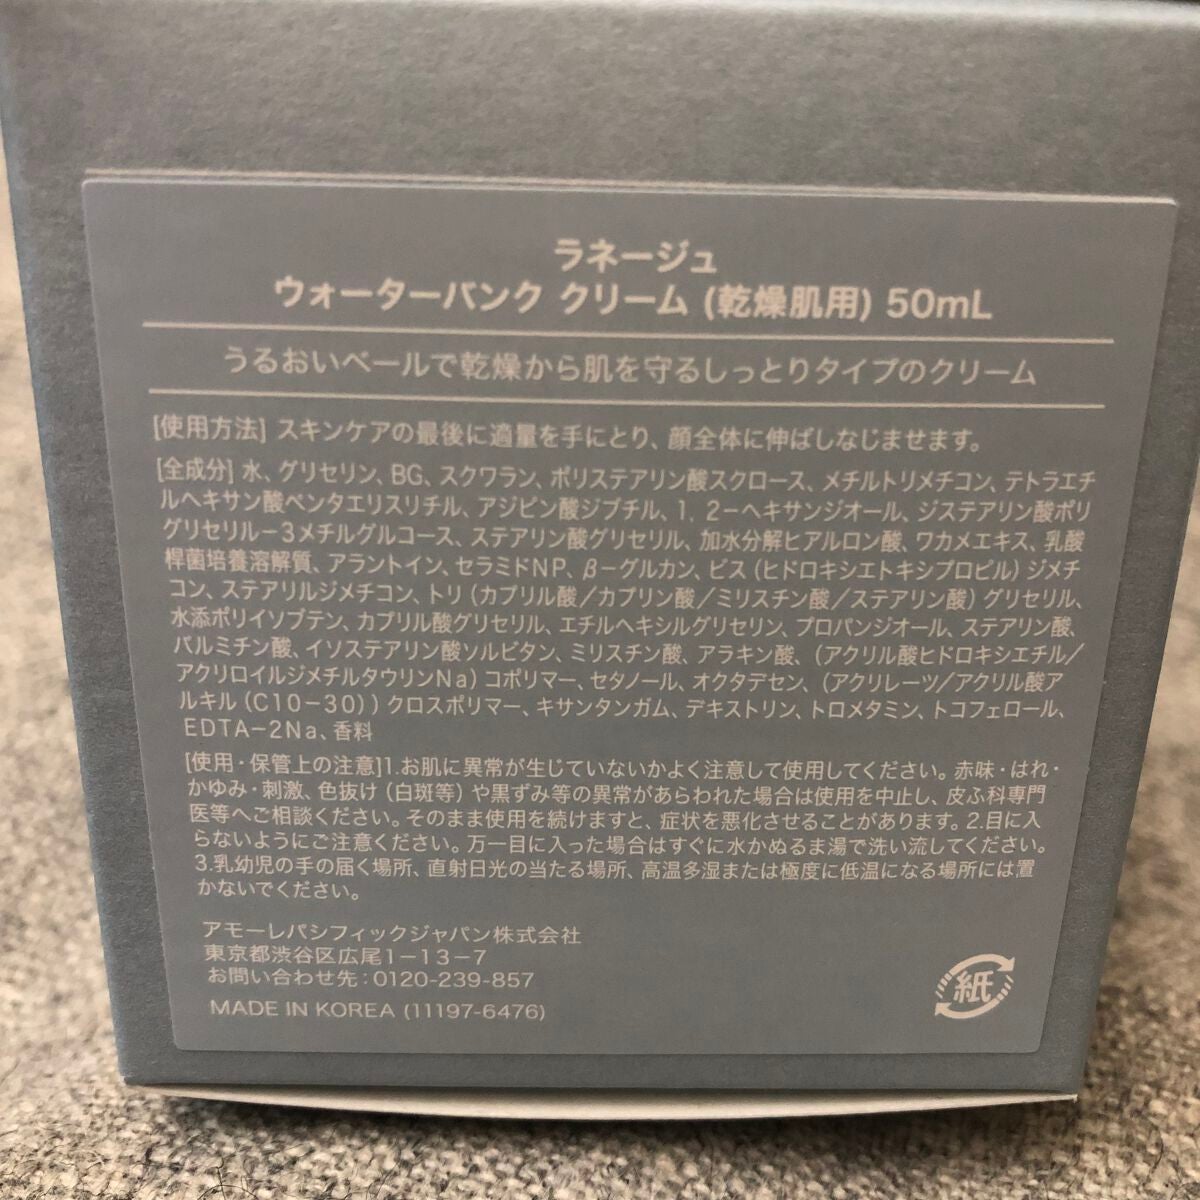 ラネージュ
ウォーターバンク クリーム (乾燥肌用) 50mL
うるおいベールで乾燥から肌を守るしっとりタイプのクリーム
[使用方法] スキンケアの最後に適量を手にとり、顔全体に伸ばしなじませます。
[全成分] 水、グリセリン、BG、スクワラン、ポリステアリン酸スクロース、メチルトリメチコン、テトラエチ
ルヘキサン酸ペンタエリスリチル、アジピン酸ジブチル、1, 2－ヘキサンジオール、ジステアリン酸ポリ
グリセリル－3メチルグルコース、ステアリン酸グリセリル、加水分解ヒアルロン酸、ワカメエキス、乳酸
桿菌培養溶解質、アラントイン、セラミドNP、β－グルカン、ビス (ヒドロキシエトキシプロピル) ジメチ
コン、ステアリルジメチコン、トリ (カプリル酸／カプリン酸／ミリスチン酸／ステアリン酸) グリセリル、
水添ポリイソブテン、カプリル酸グリセリル、エチルヘキシルグリセリン、プロパンジオール、ステアリン酸、
パルミチン酸、イソステアリン酸ソルビタン、ミリスチン酸、アラキン酸、(アクリル酸ヒドロキシエチル/
アクリロイルジメチルタウリンNa) コポリマー、セタノール、オクタデセン、(アクリレーツ/アクリル酸ア
ルキル (C10－30)) クロスポリマー、キサンタンガム、デキストリン、トロメタミン、トコフェロール、
EDTA－2Na、香料
[使用・保管上の注意]1.お肌に異常が生じていないかよく注意して使用してください。赤味・はれ・
かゆみ・刺激、色抜け (白斑等) や黒ずみ等の異常があらわれた場合は使用を中止し、皮ふ科専門
医等へご相談ください。そのまま使用を続けますと、症状を悪化させることがあります。2.目に入
らないようにご注意ください。万一目に入った場合はすぐに水かぬるま湯で洗い流してください。
3.乳幼児の手の届く場所、直射日光の当たる場所、高温多湿または極度に低温になる場所には置
かないでください。
アモーレパシフィックジャパン株式会社
東京都渋谷区広尾1－13－7
お問い合わせ先：0120-239-857
MADE IN KOREA (11197-6476)
紙